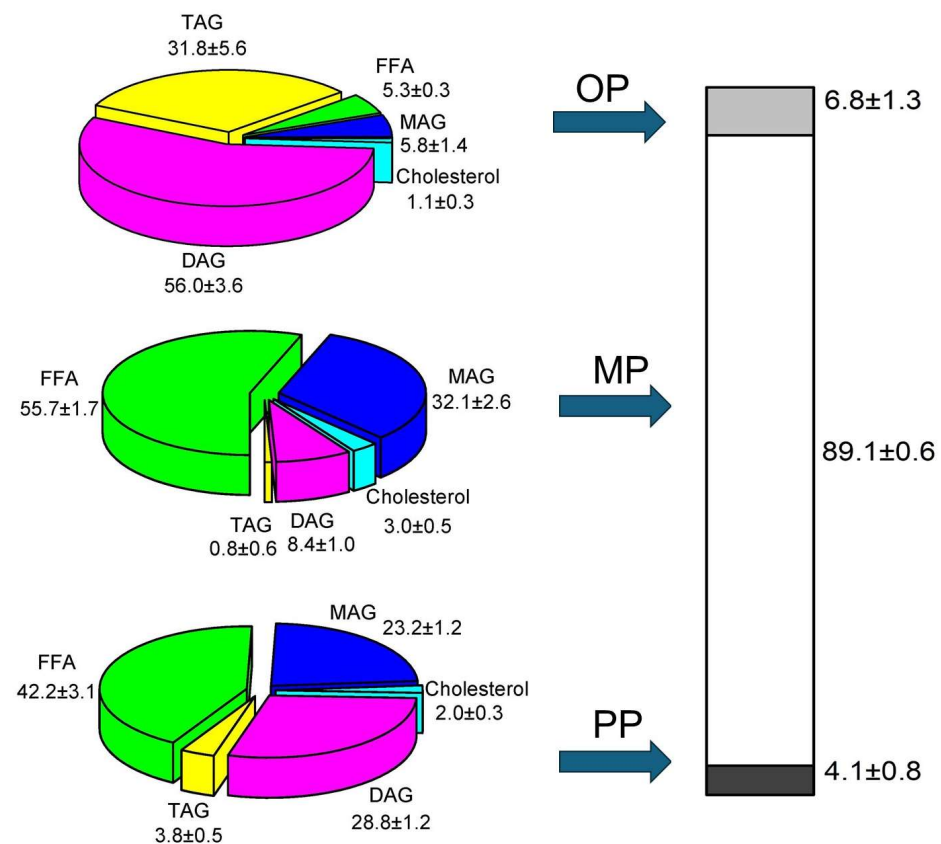 TAG
31.8±5.6
FFA
5.3±0.3
MAG
5.8±1.4
Cholesterol
1.1±0.3
DAG
56.0±3.6
OP
6.8±1.3
FFA
55.7±1.7
MAG
32.1±2.6
Cholesterol
3.0±0.5
DAG
8.4±1.0
TAG
0.8±0.6
MP
89.1±0.6
MAG
23.2±1.2
FFA
42.2±3.1
Cholesterol
2.0±0.3
TAG
3.8±0.5
DAG
28.8±1.2
PP
4.1±0.8